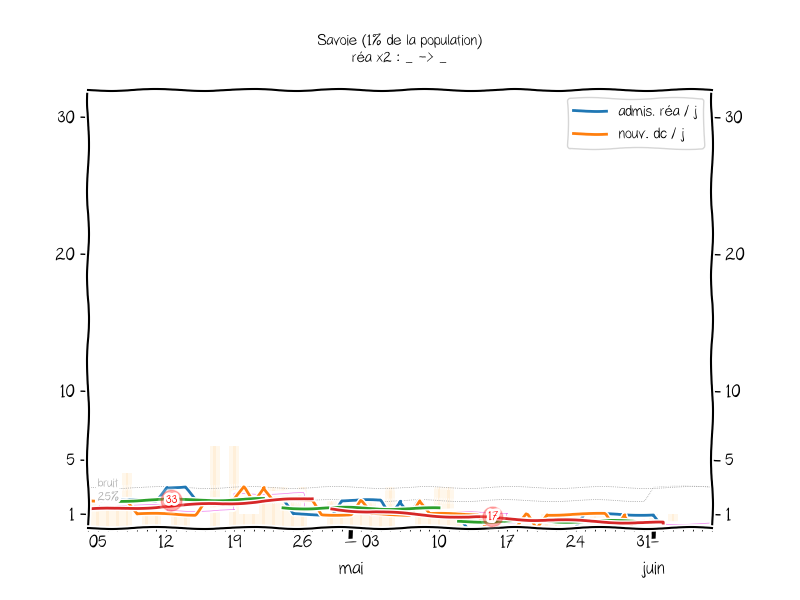 Savoie (1% de la population)
réa x2 : _ -> _
admis. réa / j
nouv. dc / j
30
20
10
5
1
30
20
10
5
1
bruit
25%
33
17
05 12 19 26 03 10 17 24 31
mai juin